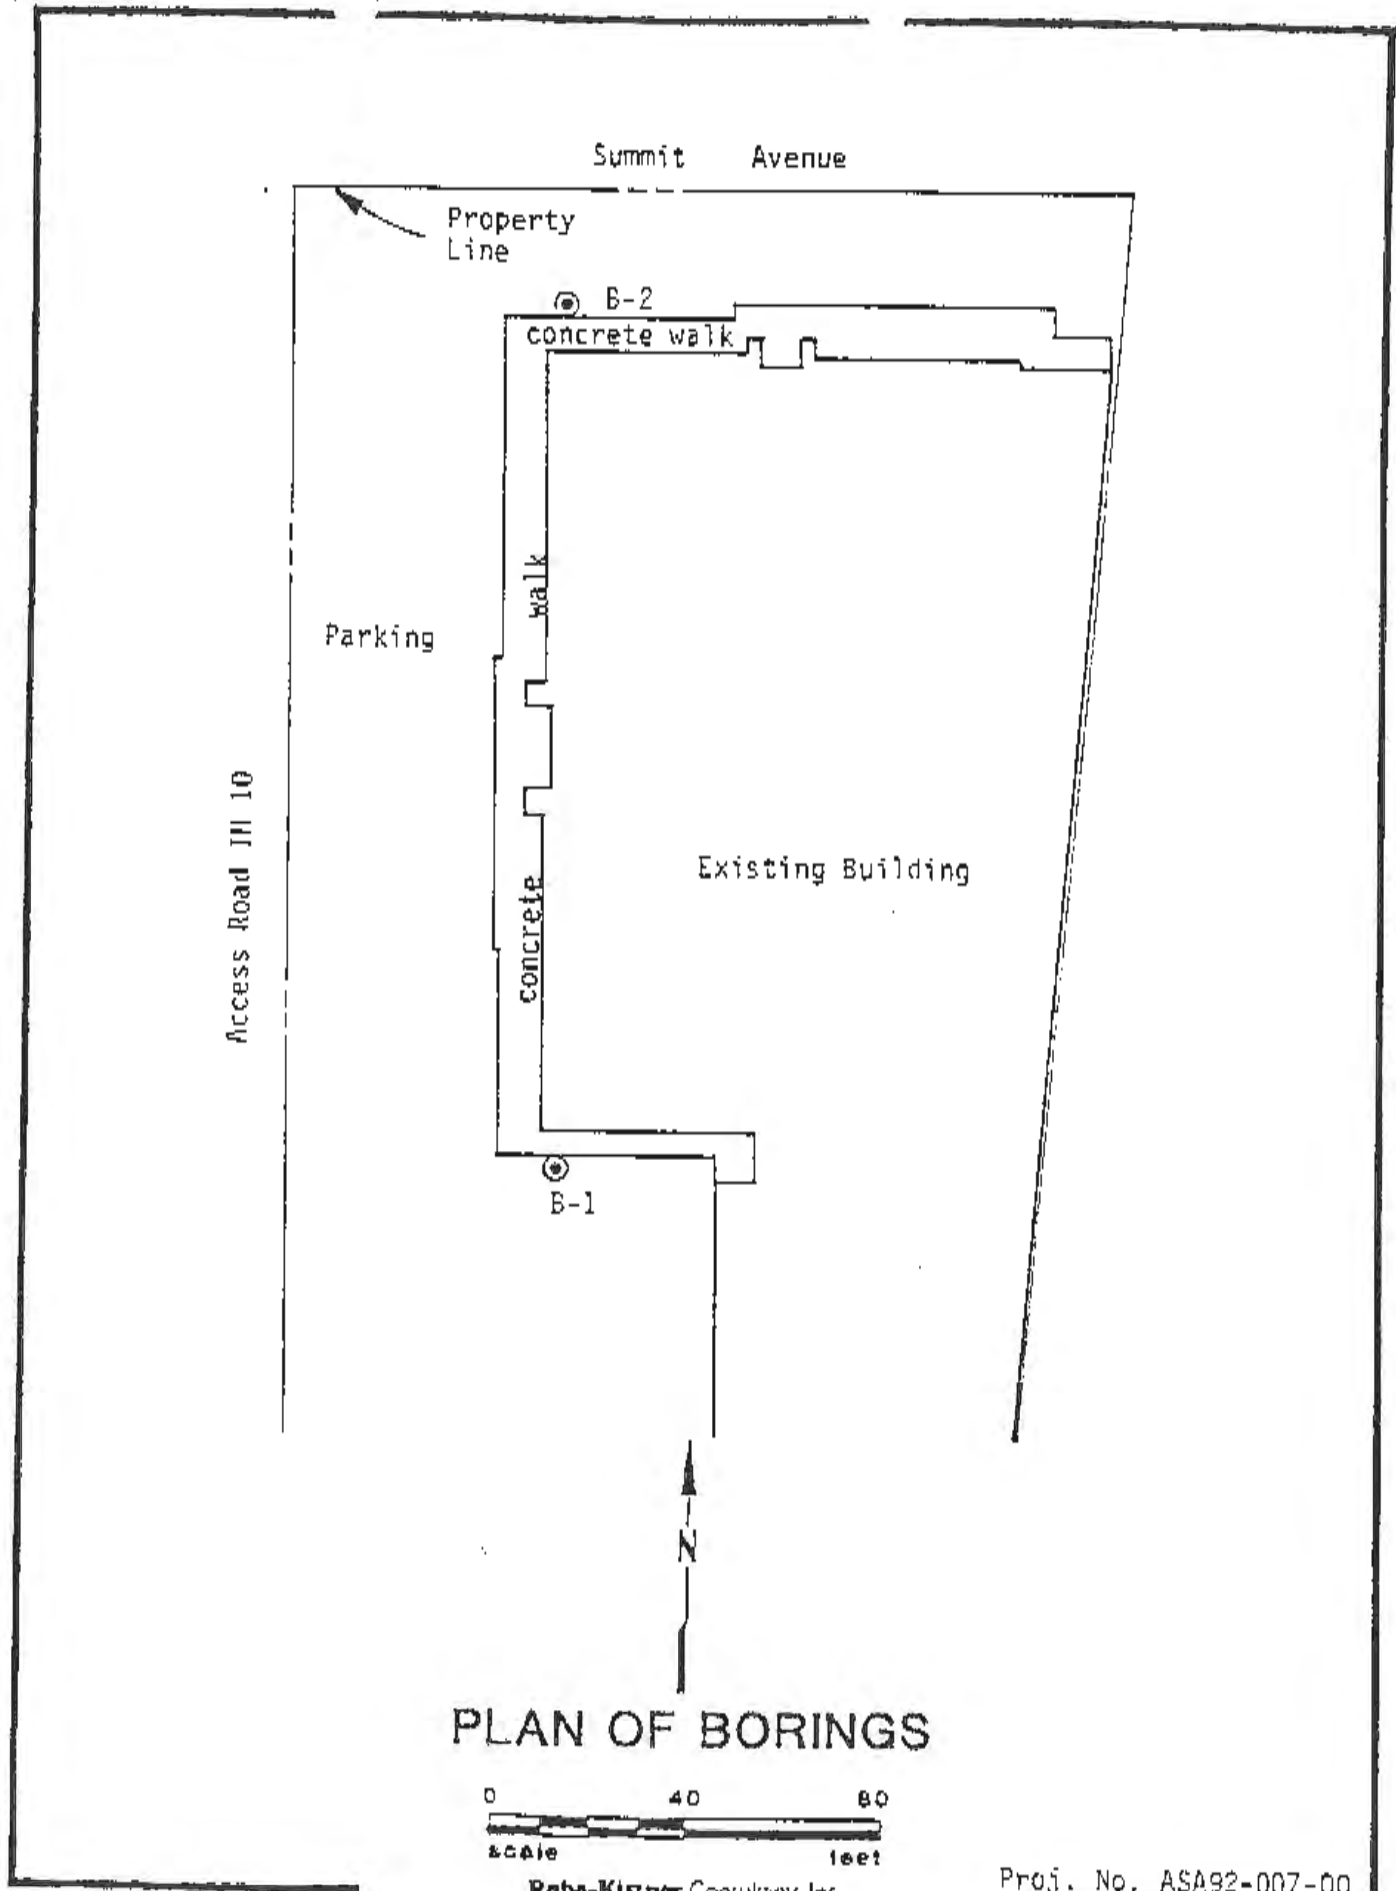 Summit Avenue
Property
Line
B-2
concrete walk
walk
Parking
Access Road IH 10
Existing Building
concrete
B-1
N
PLAN OF BORINGS
0 40 80
scale feet
Proj. No. ASA92-007-00